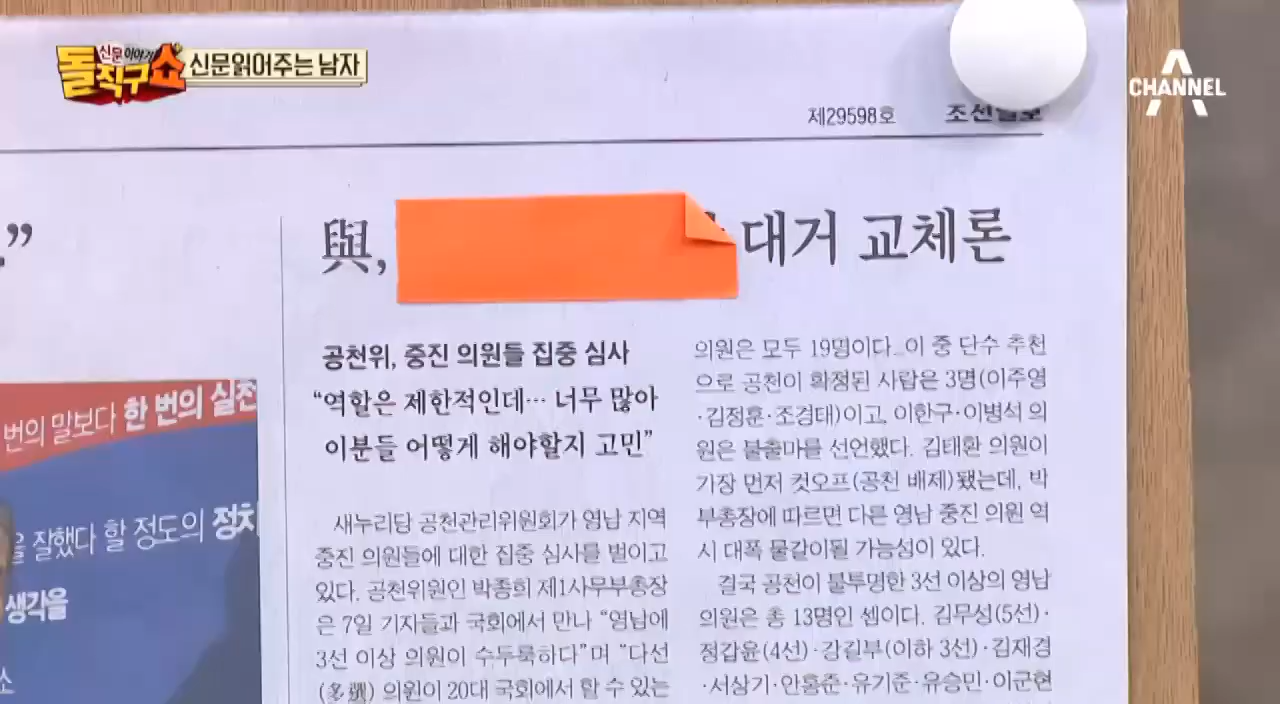 신문이야기
돌직구쇼
신문읽어주는 남자
CHANNEL A
제29598호
조선일보
”
與,
대거 교체론
공천위, 중진 의원들 집중 심사
“역할은 제한적인데… 너무 많아
이분들 어떻게 해야할지 고민”
새누리당 공천관리위원회가 영남 지역
중진 의원들에 대한 집중 심사를 벌이고
있다. 공천위원인 박종희 제1사무부총장
은 7일 기자들과 국회에서 만나 “영남에
3선 이상 의원이 수두룩하다”며 “다선
(多選) 의원이 20대 국회에서 할 수 있는
의원은 모두 19명이다. 이 중 단수 추천
으로 공천이 확정된 사람은 3명(이주영
·김정훈·조경태)이고, 이한구·이병석 의
원은 불출마를 선언했다. 김태환 의원이
가장 먼저 컷오프(공천 배제)됐는데, 박
부총장에 따르면 다른 영남 중진 의원 역
시 대폭 물갈이될 가능성이 있다.
결국 공천이 불투명한 3선 이상의 영남
의원은 총 13명인 셈이다. 김무성(5선)·
정갑윤(4선)·강길부(이하 3선)·김재경
·서상기·안홍준·유기준·유승민·이군현
번의 말보다 한 번의 실천
을 잘했다 할 정도의 정치
생각을
소